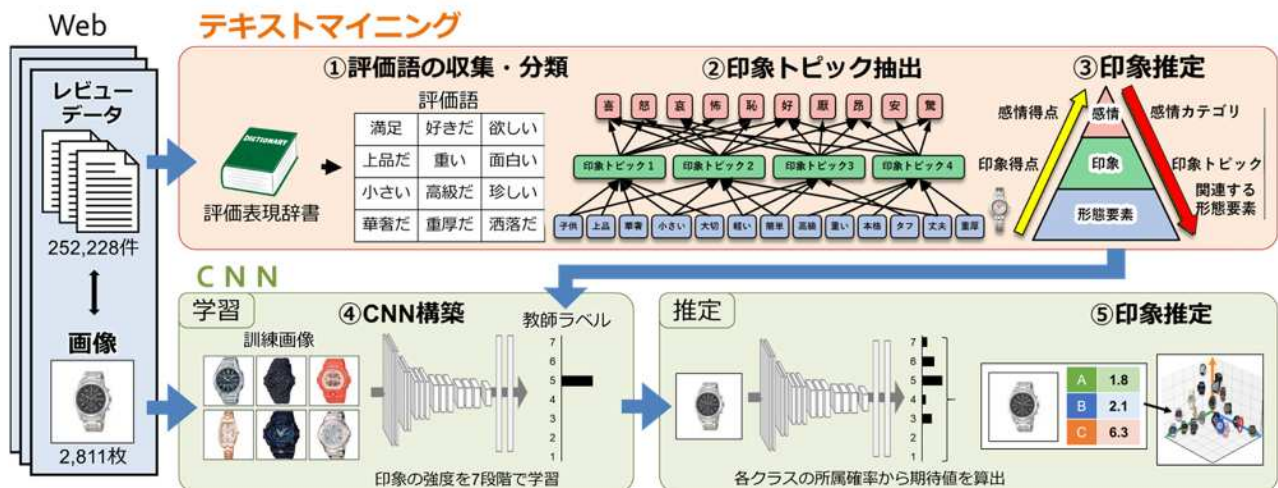 Web
テキストマイニング
レビュー
データ
252,228件
画像
2,811枚
①評価語の収集・分類
DICTIONARY
評価表現辞書
評価語
満足 好きだ 欲しい
上品だ 重い 面白い
小さい 高級だ 珍しい
華奢だ 重厚だ 洒落だ
②印象トピック抽出
喜 怒 哀 怖 恥 好 厭 昂 安 驚
印象トピック1 印象トピック2 印象トピック3 印象トピック4
子供 上品 華奢 小さい 大切 軽い 簡単 高級 重い 本格 タフ 丈夫 重厚
③印象推定
感情得点 感情 感情カテゴリ
印象得点 印象 印象トピック
形態要素 関連する
形態要素
CNN
学習
④CNN構築
訓練画像
教師ラベル
7
6
5
4
3
2
1
印象の強度を7段階で学習
推定
7
6
5
4
3
2
1
各クラスの所属確率から期待値を算出
⑤印象推定
A 1.8
B 2.1
C 6.3